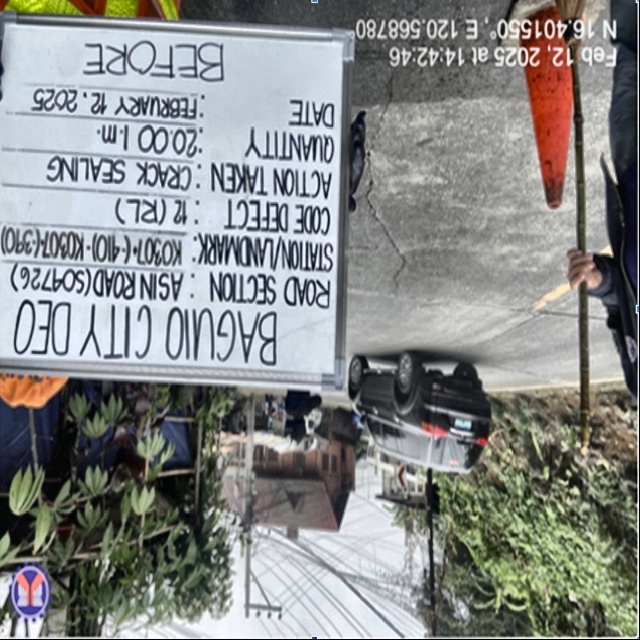 BAGUIO CITY DEO
ROAD SECTION : ASIN ROAD (S04726)
STATION/LANDMARK: K0307+(-410)-K0307+(-390)
CODE DEFECT : 12 (RL)
ACTION TAKEN : CRACK SEALING
QUANTITY : 20.00 l.m.
DATE : FEBRUARY 12, 2025
BEFORE
Feb 12, 2025 at 14:42:46
N 16.401550°, E 120.568780